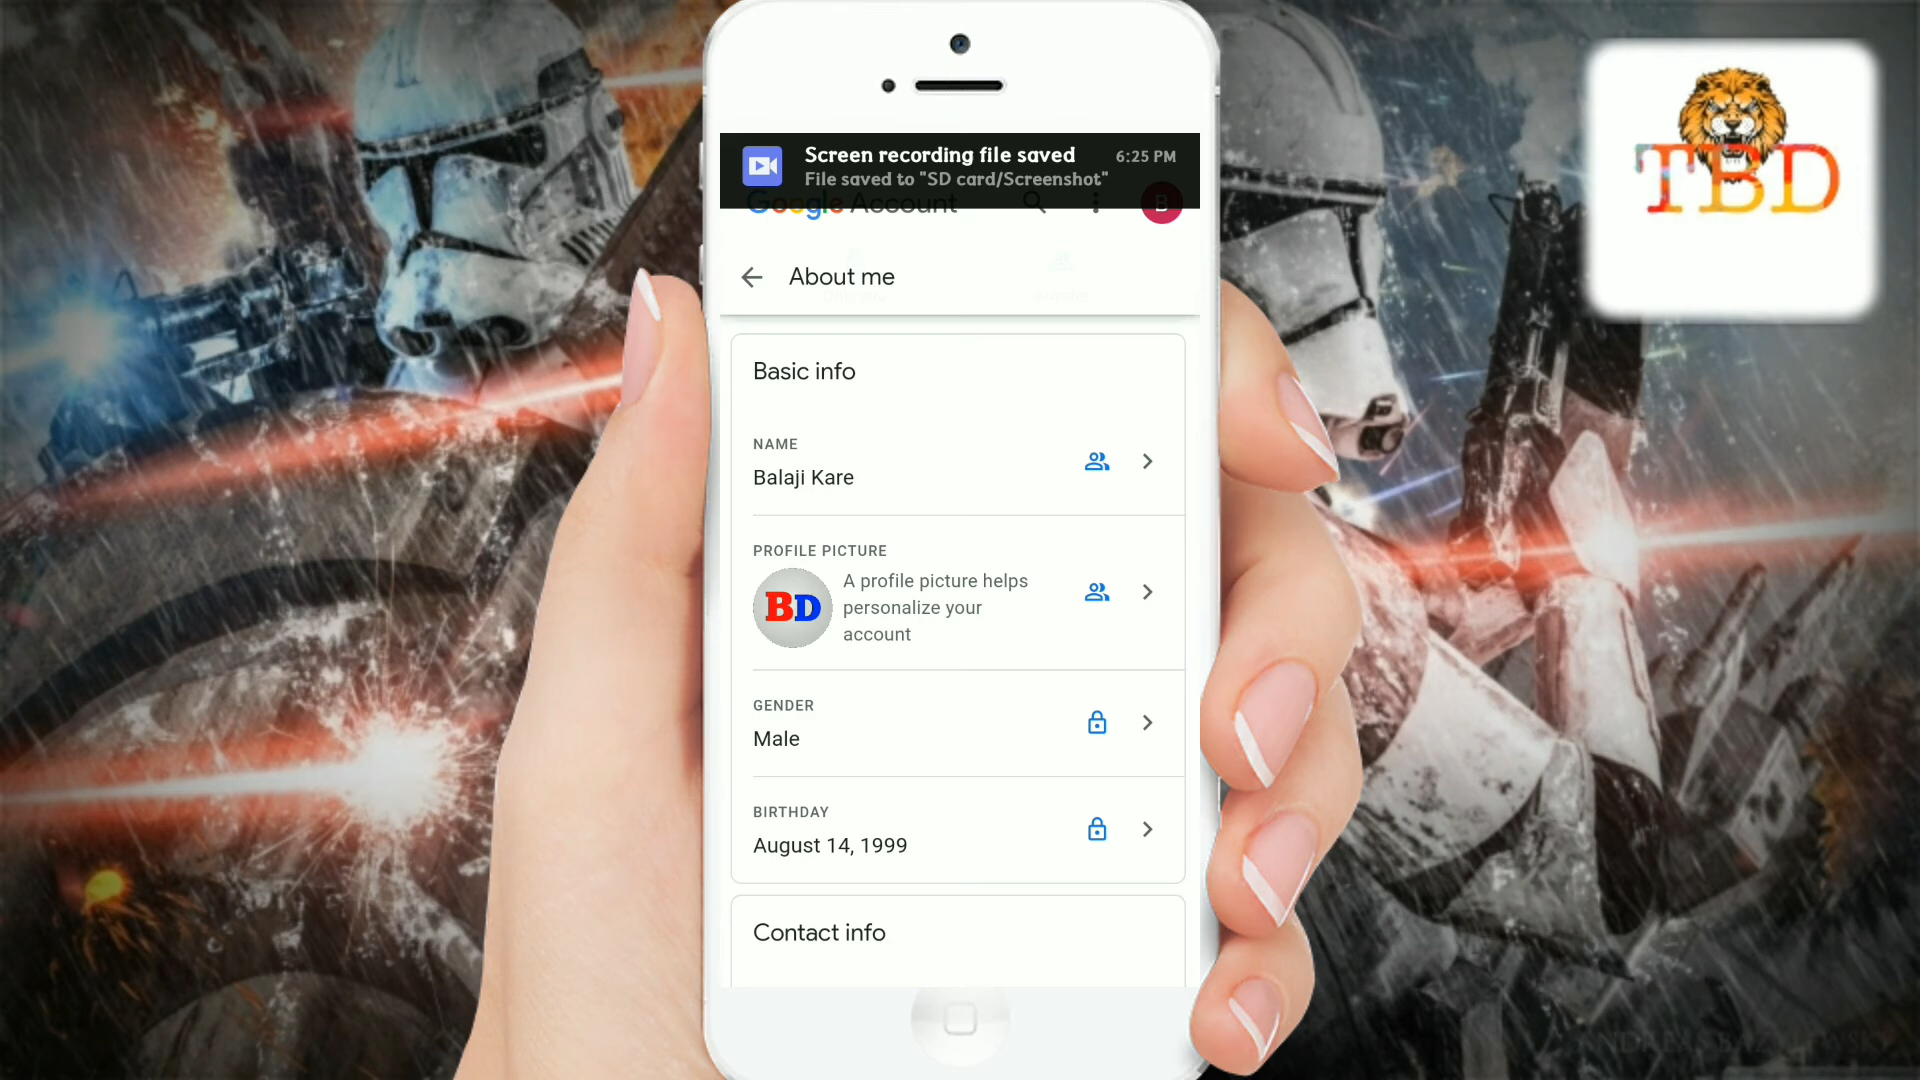 Screen recording file saved
6:25 PM
File saved to "SD card/Screenshot"
Google Account
B
About me
Basic info
NAME
Balaji Kare
PROFILE PICTURE
BD
A profile picture helps
personalize your
account
GENDER
Male
BIRTHDAY
August 14, 1999
Contact info
TBD